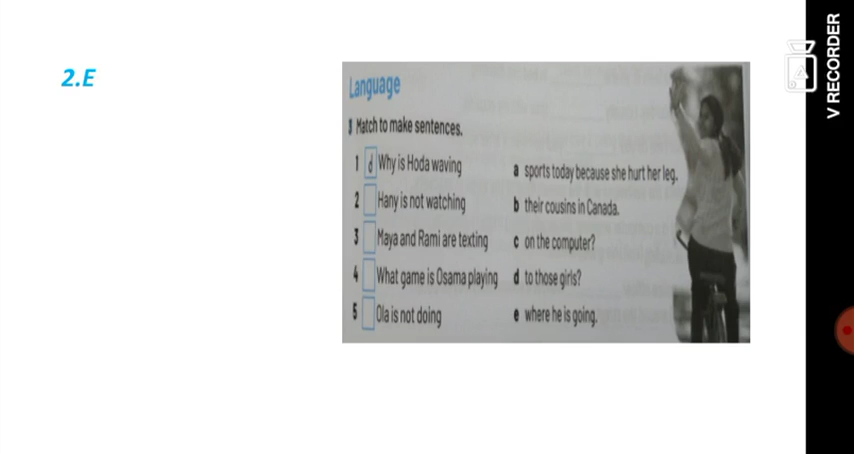 2.E
Language
Match to make sentences.
1 d Why is Hoda waving
a sports today because she hurt her leg.
2 Hany is not watching
b their cousins in Canada.
3 Maya and Rami are texting
c on the computer?
4 What game is Osama playing
d to those girls?
5 Ola is not doing
e where he is going.
V RECORDER